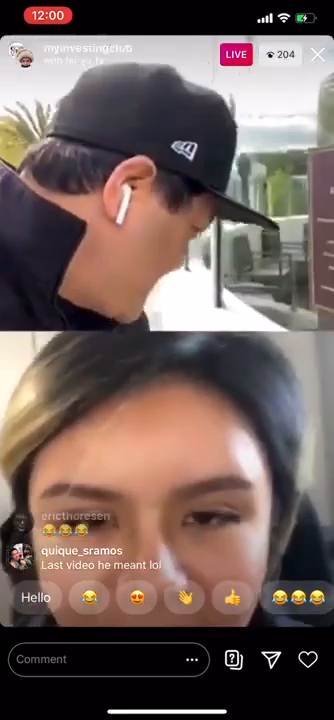 12:00
myinvestingclub
LIVE
204
ericthoresen
😂😂😂
quique_sramos
Last video he meant lol
Hello 😂 😍 👋 👍 😂😂😂
Comment